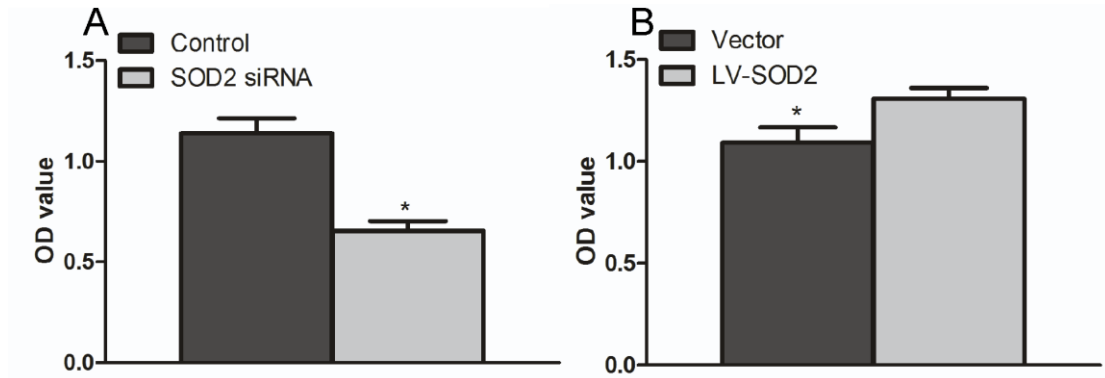 A
Control
SOD2 siRNA
1.5
1.0
0.5
0.0
OD value
*
B
Vector
LV-SOD2
1.5
1.0
0.5
0.0
OD value
*